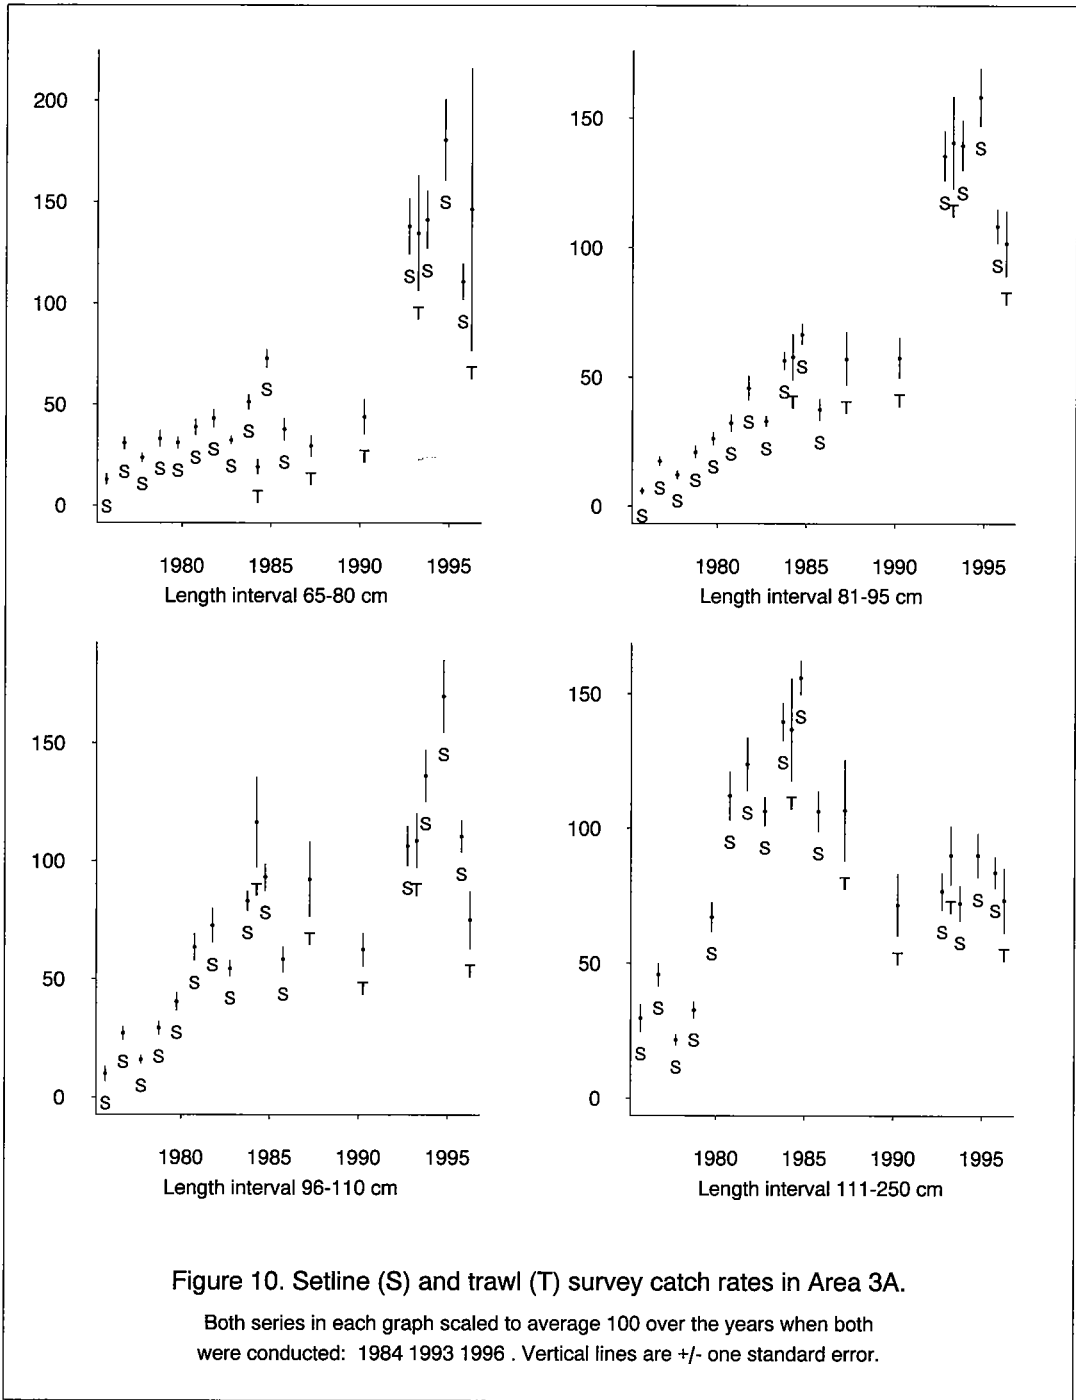 200
150
100
50
0
S S S S S S S S S T S S T T S T S S S T
1980 1985 1990 1995
Length interval 65-80 cm
150
100
50
0
S S S S S S S S S T S S T T S T S S S T
1980 1985 1990 1995
Length interval 81-95 cm
150
100
50
0
S S S S S S S S S T S S T T S T S S S T
1980 1985 1990 1995
Length interval 96-110 cm
150
100
50
0
S S S S S S S S S T S S T T S T S S S T
1980 1985 1990 1995
Length interval 111-250 cm
Figure 10. Setline (S) and trawl (T) survey catch rates in Area 3A.
Both series in each graph scaled to average 100 over the years when both
were conducted: 1984 1993 1996 . Vertical lines are +/- one standard error.